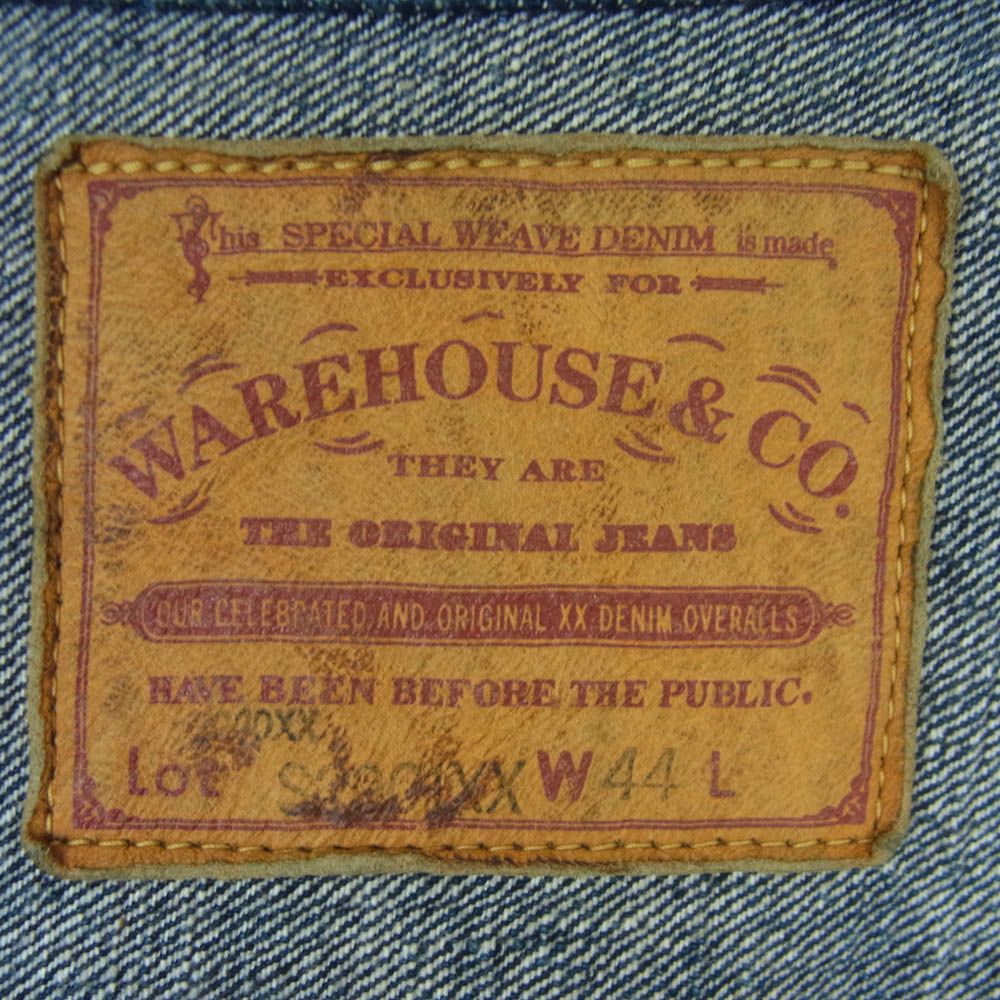 This SPECIAL WEAVE DENIM is made
EXCLUSIVELY FOR
WAREHOUSE & CO.
THEY ARE
THE ORIGINAL JEANS
OUR CELEBRATED AND ORIGINAL XX DENIM OVERALLS
HAVE BEEN BEFORE THE PUBLIC.
Lot W 44 L